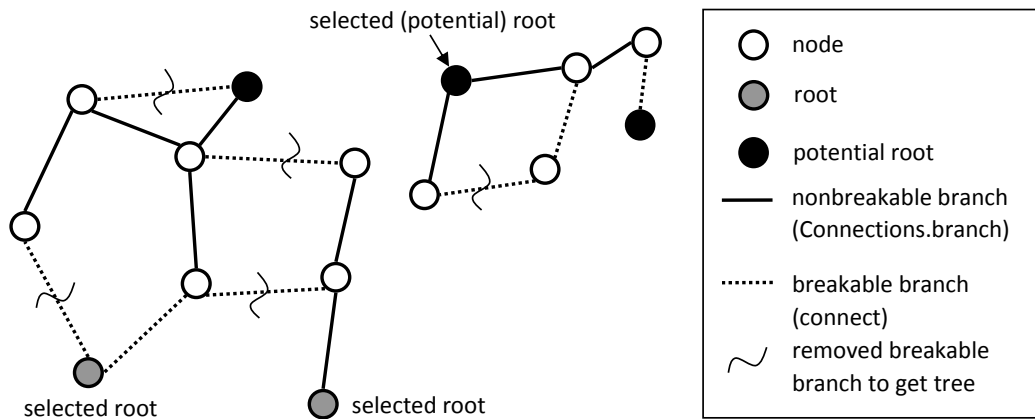 selected (potential) root
selected root
selected root
node
root
potential root
nonbreakable branch
(Connections.branch)
breakable branch
(connect)
removed breakable
branch to get tree